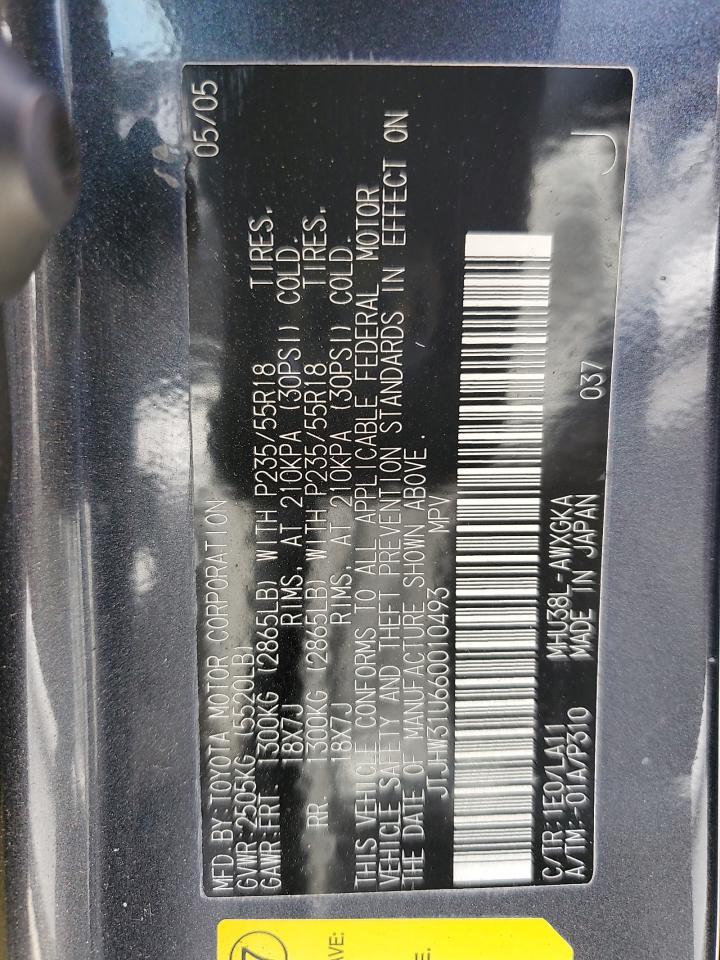 MFD. BY: TOYOTA MOTOR CORPORATION 05/05
GVWR: 2505KG (5520LB)
GAWR: FRT. 1300KG (2865LB) WITH P235/55R18 TIRES,
18X7J RIMS, AT 210KPA (30PSI) COLD.
RR. 1300KG (2865LB) WITH P235/55R18 TIRES,
18X7J RIMS, AT 210KPA (30PSI) COLD.
THIS VEHICLE CONFORMS TO ALL APPLICABLE FEDERAL MOTOR
VEHICLE SAFETY AND THEFT PREVENTION STANDARDS IN EFFECT ON
THE DATE OF MANUFACTURE SHOWN ABOVE.
JTJHW31U660010493 MPV
C/TR: 1E0/LA11 MHU38L-AWXGKA 037
A/TM: -01A/P310 MADE IN JAPAN J
7
AVE:
E.